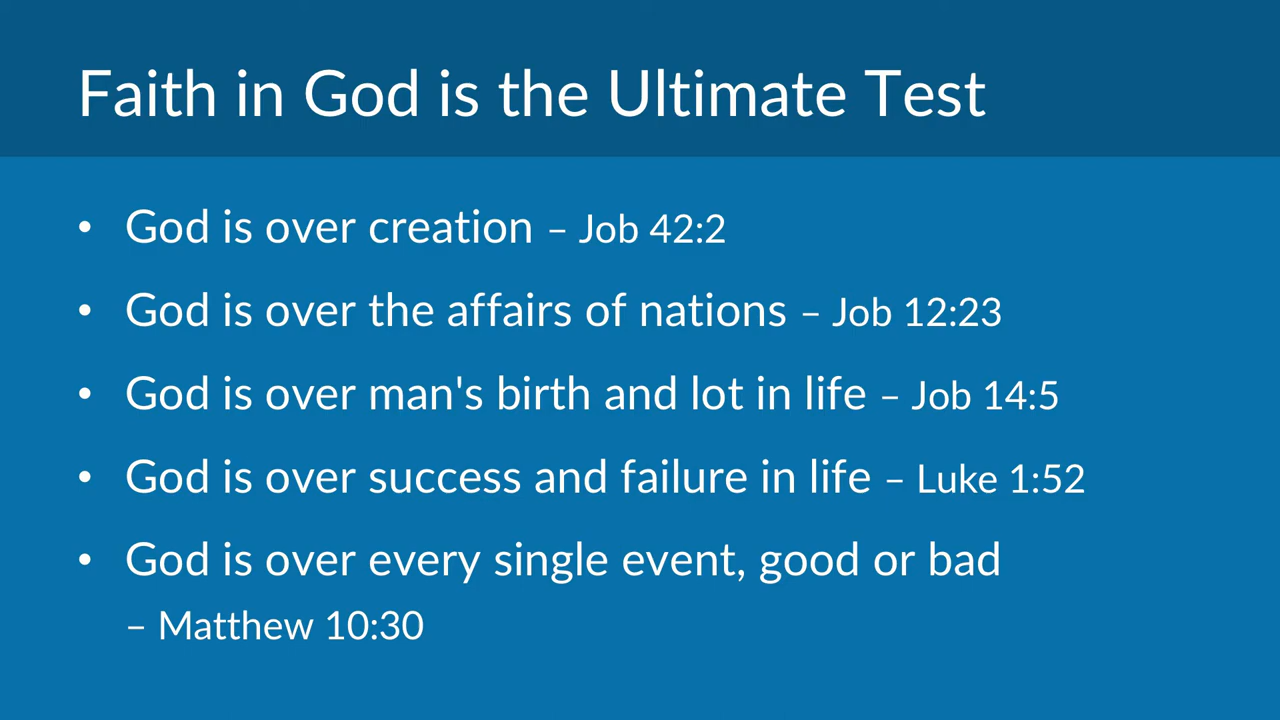 Faith in God is the Ultimate Test
• God is over creation – Job 42:2
• God is over the affairs of nations – Job 12:23
• God is over man's birth and lot in life – Job 14:5
• God is over success and failure in life – Luke 1:52
• God is over every single event, good or bad
– Matthew 10:30